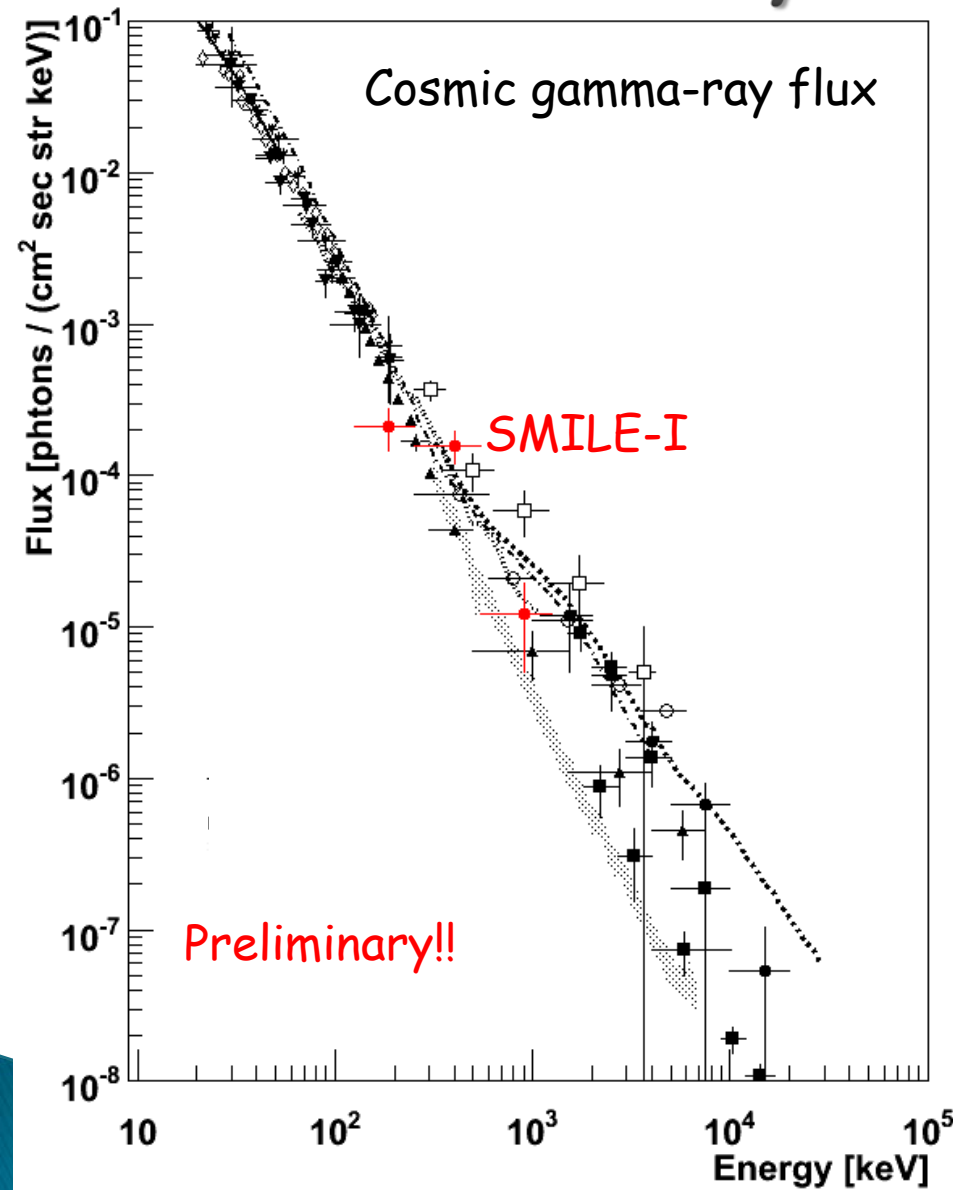 Cosmic gamma-ray flux
SMILE-I
Preliminary!!
Flux [phtons / (cm² sec str keV)]
10⁻¹
10⁻²
10⁻³
10⁻⁴
10⁻⁵
10⁻⁶
10⁻⁷
10⁻⁸
10
10²
10³
10⁴
10⁵
Energy [keV]